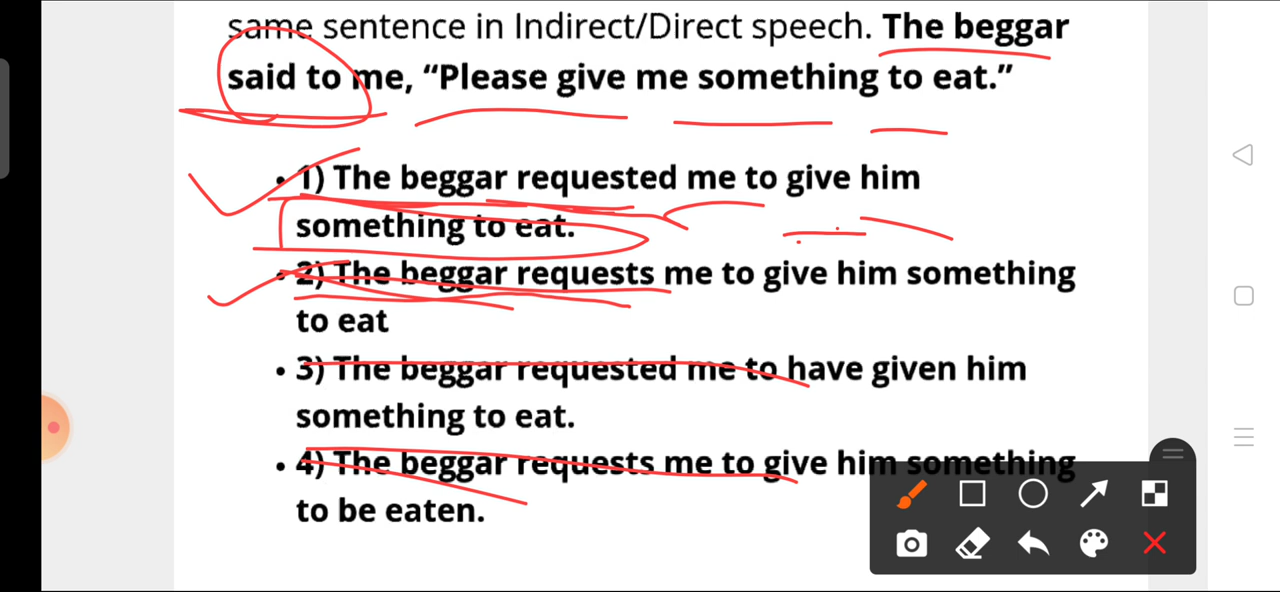 same sentence in Indirect/Direct speech. The beggar
said to me, “Please give me something to eat.”
• 1) The beggar requested me to give him
something to eat.
• 2) The beggar requests me to give him something
to eat
• 3) The beggar requested me to have given him
something to eat.
• 4) The beggar requests me to give him something
to be eaten.